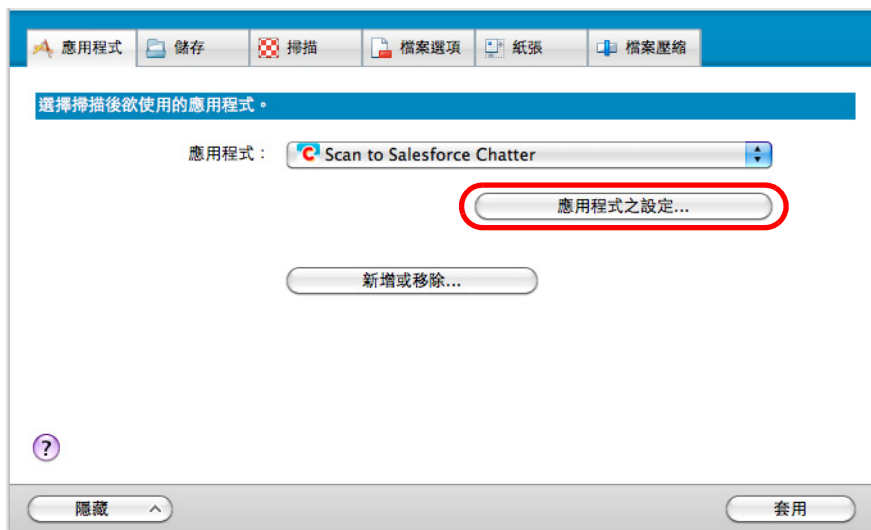 應用程式 儲存 掃描 檔案選項 紙張 檔案壓縮
選擇掃描後欲使用的應用程式。
應用程式： Scan to Salesforce Chatter
應用程式之設定...
新增或移除...
?
隱藏 套用